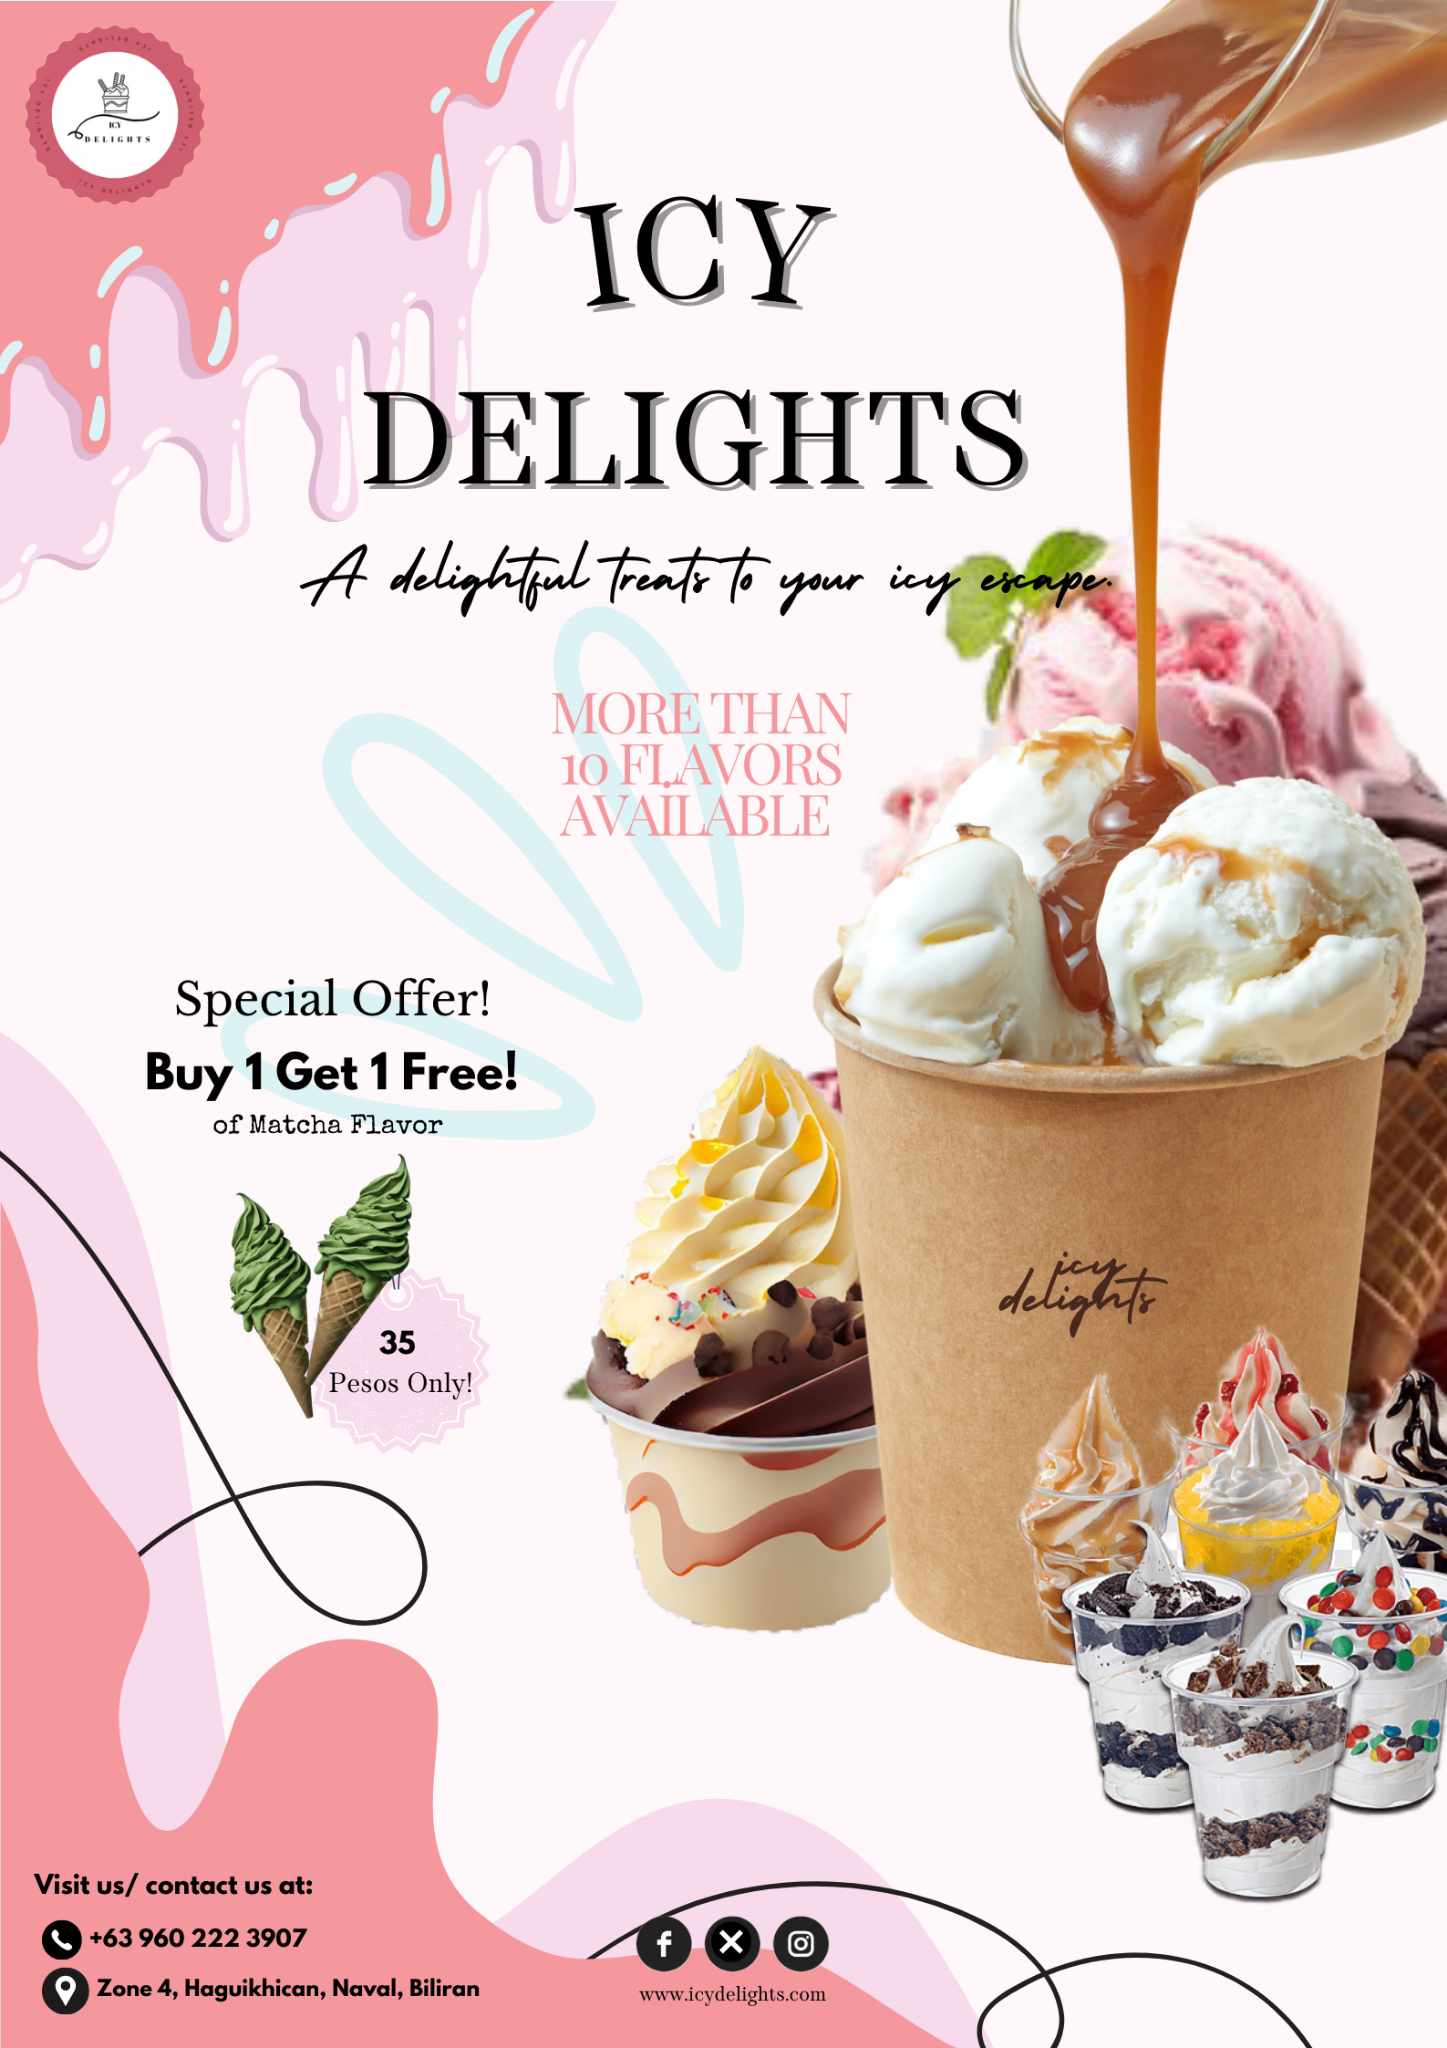 ICY
DELIGHTS
ICY
DELIGHTS
A delightful treats to your icy escape.
MORE THAN
10 FLAVORS
AVAILABLE
Special Offer!
Buy 1 Get 1 Free!
of Matcha Flavor
35
Pesos Only!
icy
delights
Visit us/ contact us at:
+63 960 222 3907
Zone 4, Haguikhican, Naval, Biliran
www.icydelights.com